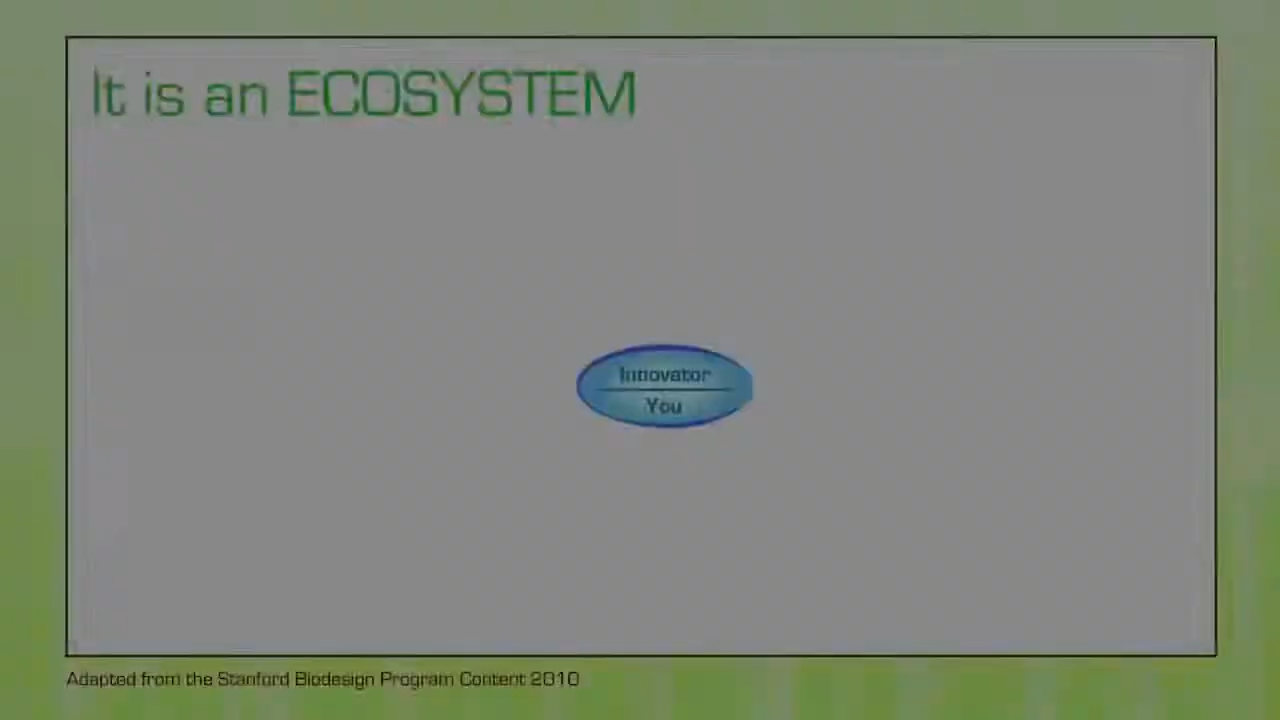 It is an ECOSYSTEM
Innovator
You
Adapted from the Stanford Biodesign Program Content 2010